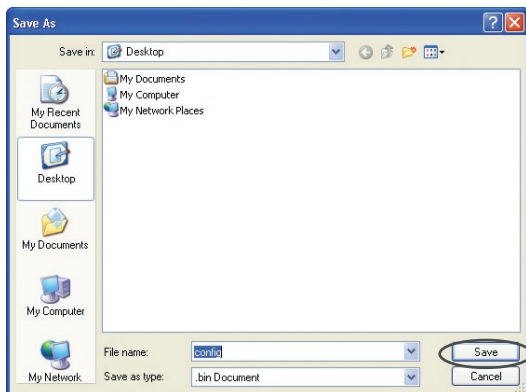 Save As
Save in:
Desktop
My Recent
Documents
Desktop
My Documents
My Computer
My Network
My Documents
My Computer
My Network Places
File name:
config
Save
Save as type:
.bin Document
Cancel